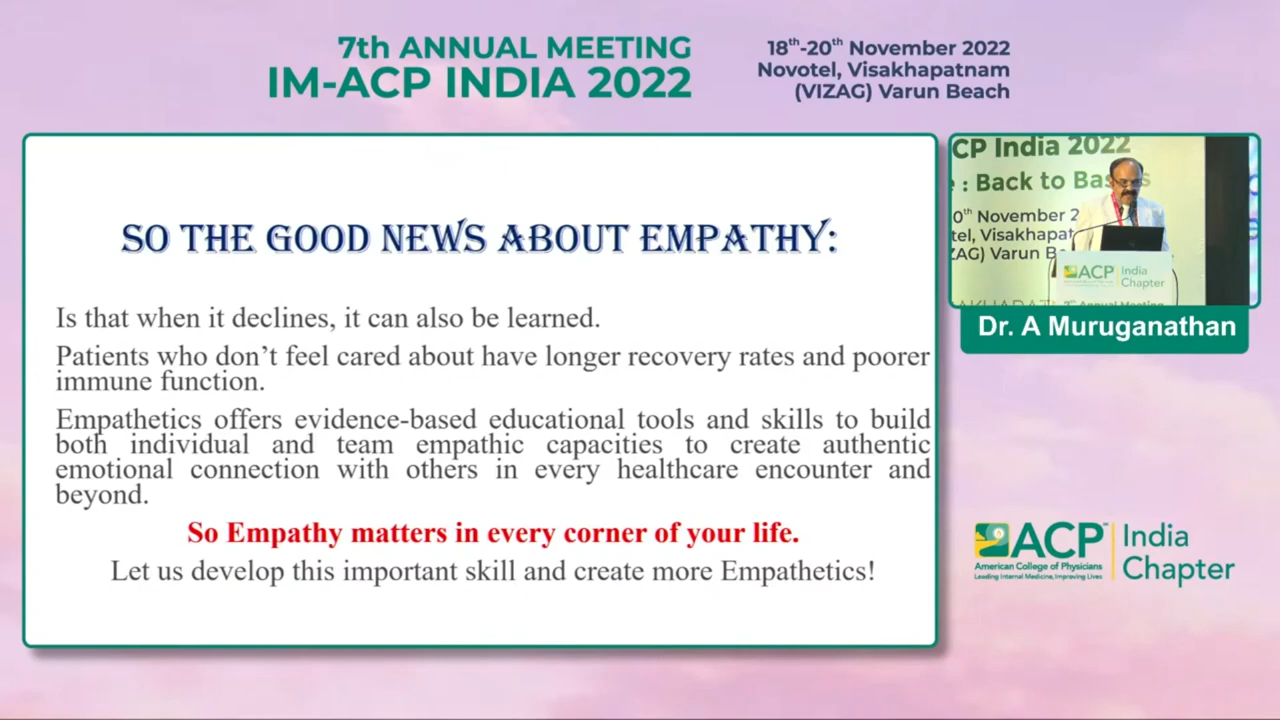 7th ANNUAL MEETING
IM-ACP INDIA 2022
18th-20th November 2022
Novotel, Visakhapatnam
(VIZAG) Varun Beach
SO THE GOOD NEWS ABOUT EMPATHY:
Is that when it declines, it can also be learned.
Patients who don’t feel cared about have longer recovery rates and poorer
immune function.
Empathetics offers evidence-based educational tools and skills to build
both individual and team empathic capacities to create authentic
emotional connection with others in every healthcare encounter and
beyond.
So Empathy matters in every corner of your life.
Let us develop this important skill and create more Empathetics!
CP India 2022
: Back to Bas s
0th November 2
tel, Visakhapat
ZAG) Varun B
ACP India
Chapter
7th Annual Meeting
Dr. A Muruganathan
ACP
American College of Physicians
Leading Internal Medicine, Improving Lives
India
Chapter